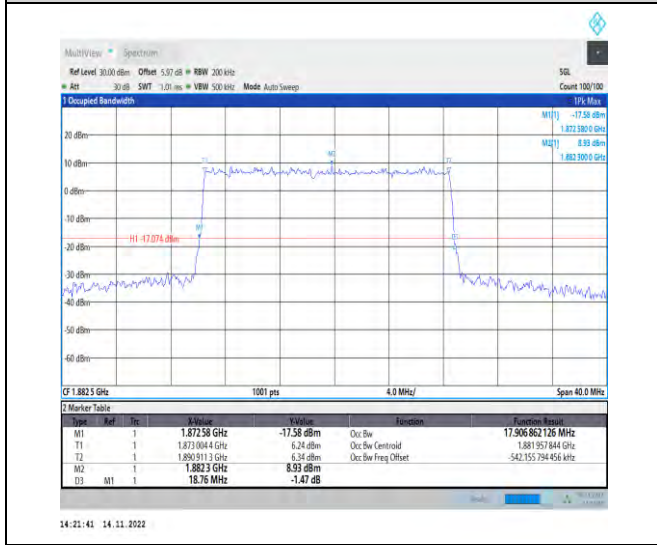 MultiView Spectrum
Ref Level 30.00 dBm Offset 5.97 dB RBW 200 kHz SGL
Att 30 dB SWT 1.01 ms VBW 500 kHz Mode Auto Sweep Count 100/100
1 Occupied Bandwidth 1Pk Max
M1[1] -17.58 dBm
1.872 580 0 GHz
M2[1] 8.93 dBm
1.882 300 0 GHz
20 dBm
10 dBm
T1 M2 T2
0 dBm
-10 dBm
M1
H1 -17.074 dBm
-20 dBm
-30 dBm
-40 dBm
-50 dBm
-60 dBm
CF 1.882 5 GHz 1001 pts 4.0 MHz/ Span 40.0 MHz
2 Marker Table
Type Ref Trc X-Value Y-Value Function Function Result
M1 1 1.872 58 GHz -17.58 dBm Occ Bw 17.906 862 126 MHz
T1 1 1.873 004 4 GHz 6.24 dBm Occ Bw Centroid 1.881 957 844 GHz
T2 1 1.890 911 3 GHz 6.34 dBm Occ Bw Freq Offset -542.155 794 456 kHz
M2 1 1.882 3 GHz 8.93 dBm
D3 M1 1 18.76 MHz -1.47 dB
14:21:41 14.11.2022